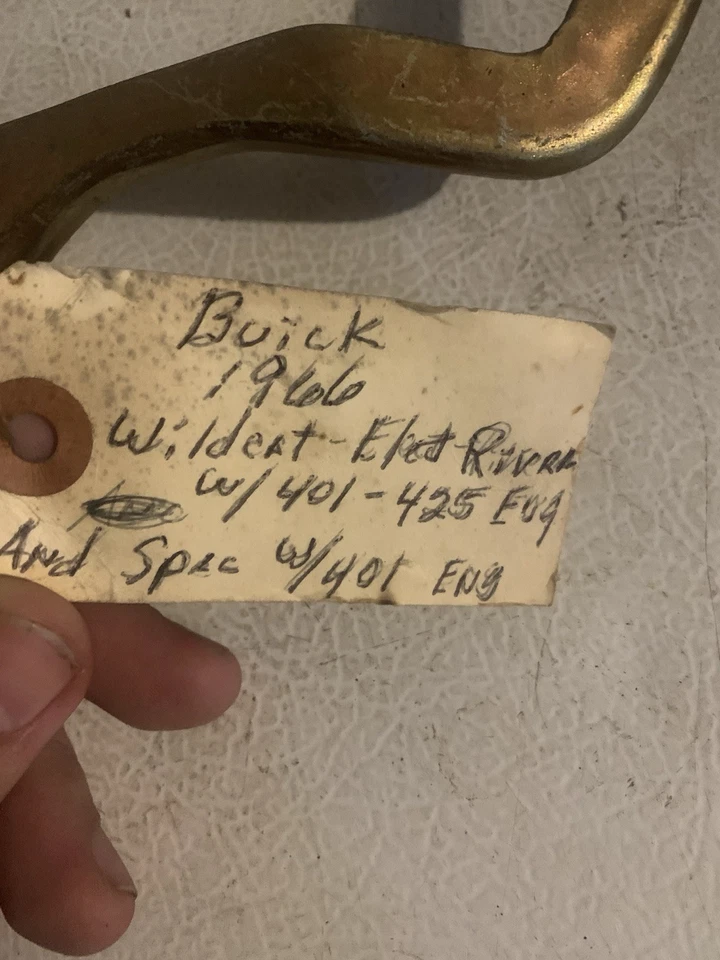 Buick
1966
Wildcat - Elect Rivera
w/ 401 - 425 Eng
And Spec w/401 Eng